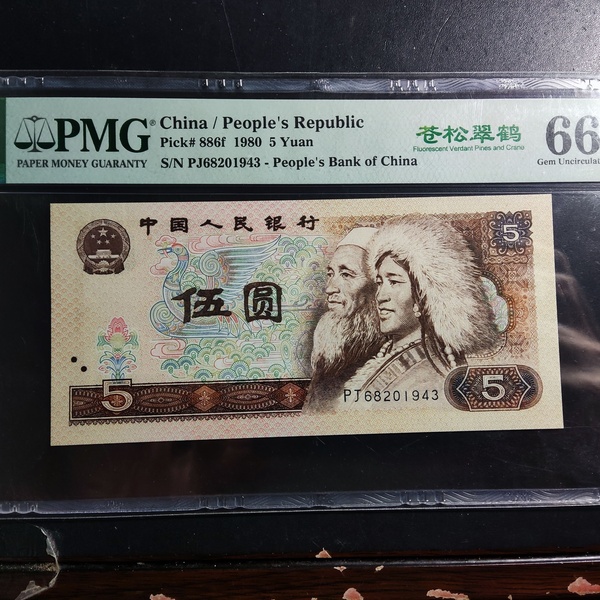 PMG®
PAPER MONEY GUARANTY
China / People's Republic
Pick# 886f 1980 5 Yuan
S/N PJ68201943 - People's Bank of China
苍松翠鹤
Fluorescent Verdant Pines and Crane
66
Gem Uncirculat
中国人民银行
5
伍圆
PJ68201943
5
5